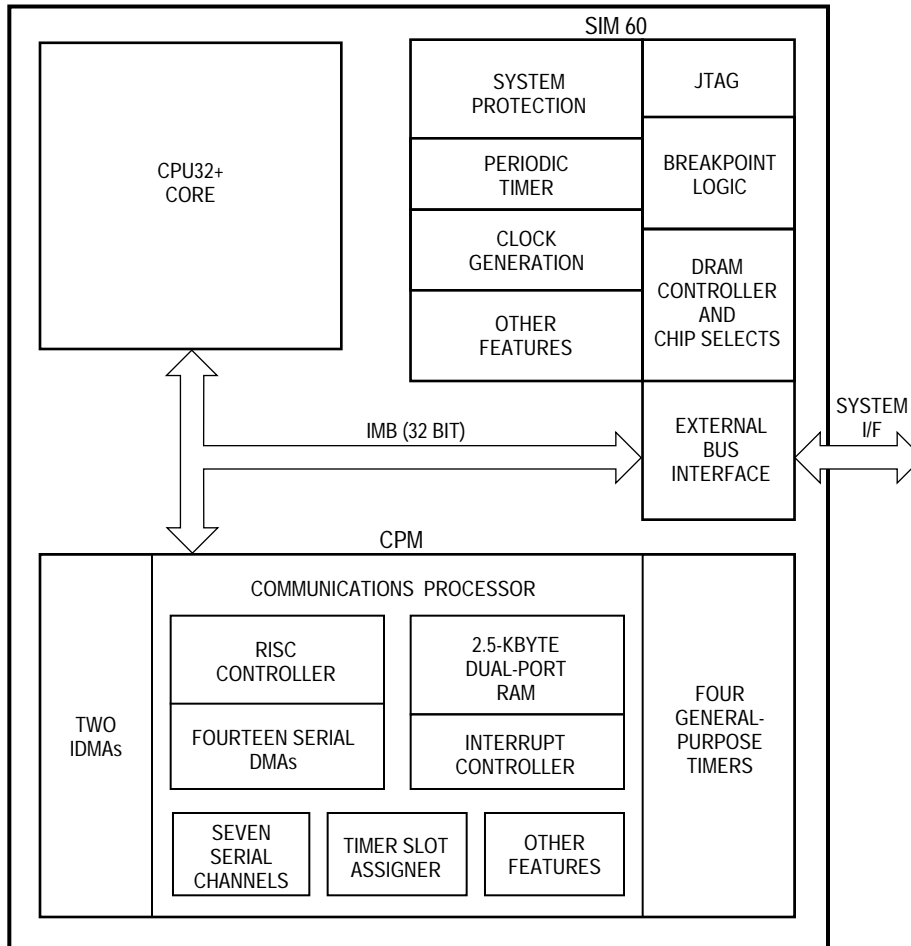 SIM 60
CPU32+
CORE
SYSTEM
PROTECTION
PERIODIC
TIMER
CLOCK
GENERATION
OTHER
FEATURES
JTAG
BREAKPOINT
LOGIC
DRAM
CONTROLLER
AND
CHIP SELECTS
EXTERNAL
BUS
INTERFACE
SYSTEM
I/F
IMB (32 BIT)
CPM
TWO
IDMAs
COMMUNICATIONS PROCESSOR
RISC
CONTROLLER
FOURTEEN SERIAL
DMAs
2.5-KBYTE
DUAL-PORT
RAM
INTERRUPT
CONTROLLER
SEVEN
SERIAL
CHANNELS
TIMER SLOT
ASSIGNER
OTHER
FEATURES
FOUR
GENERAL-
PURPOSE
TIMERS